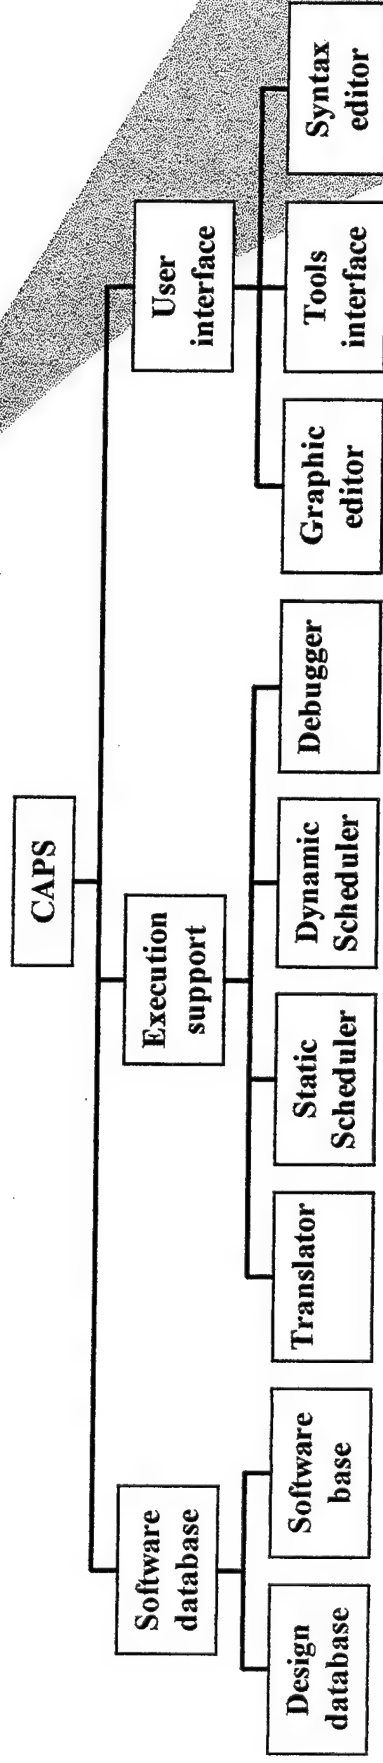 CAPS
Software
database
Execution
support
User
interface
Design
database
Software
base
Translator
Static
Scheduler
Dynamic
Scheduler
Debugger
Graphic
editor
Tools
interface
Syntax
editor